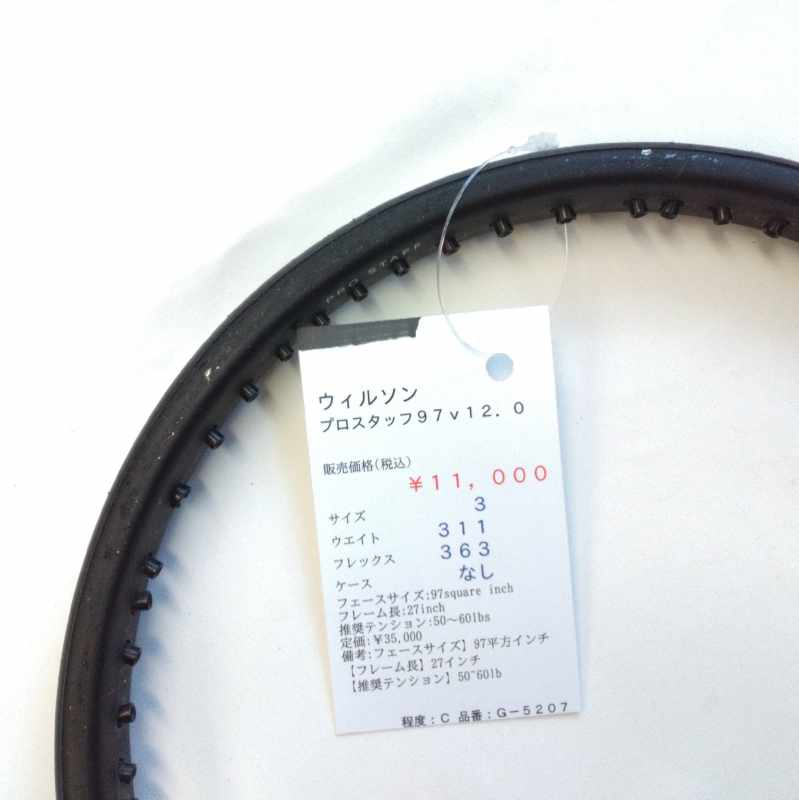 PRO STAFF
ウィルソン
プロスタッフ97v12.0
販売価格(税込)
¥11,000
サイズ 3
ウエイト 311
フレックス 363
ケース なし
フェースサイズ:97square inch
フレーム長:27inch
推奨テンション:50〜60lbs
定価:¥35,000
備考:フェースサイズ】97平方インチ
【フレーム長】27インチ
【推奨テンション】50~60lb
程度:C 品番:G-5207